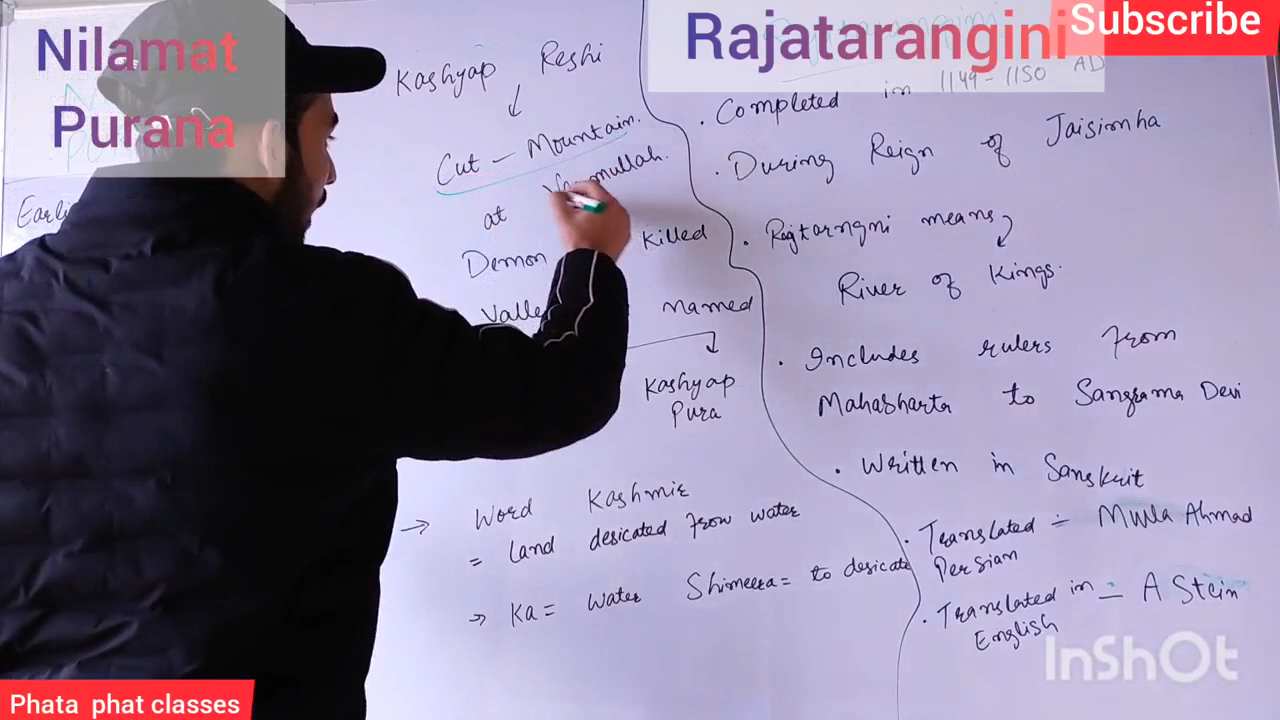 Nilamat
Purana
Earli
Kashyap Reshi
Cut - Mountain.
at mullah.
Demon Killed
Valle Named
Kashyap
Pura
→ Word Kashmir
= Land desicated from water
→ Ka = water Shimeera = to desicate
Rajatarangini
Subscribe
. Completed in 1149-1150 AD
. During Reign of Jaisimha
. Rajtarngni means
River of Kings.
. Includes rulers from
Mahabharta to Sangrama Devi
. Written in Sanskrit
. Translated - Mulla Ahmad
Persian
. Translated in - A Stein
English
Phata phat classes
InShOt